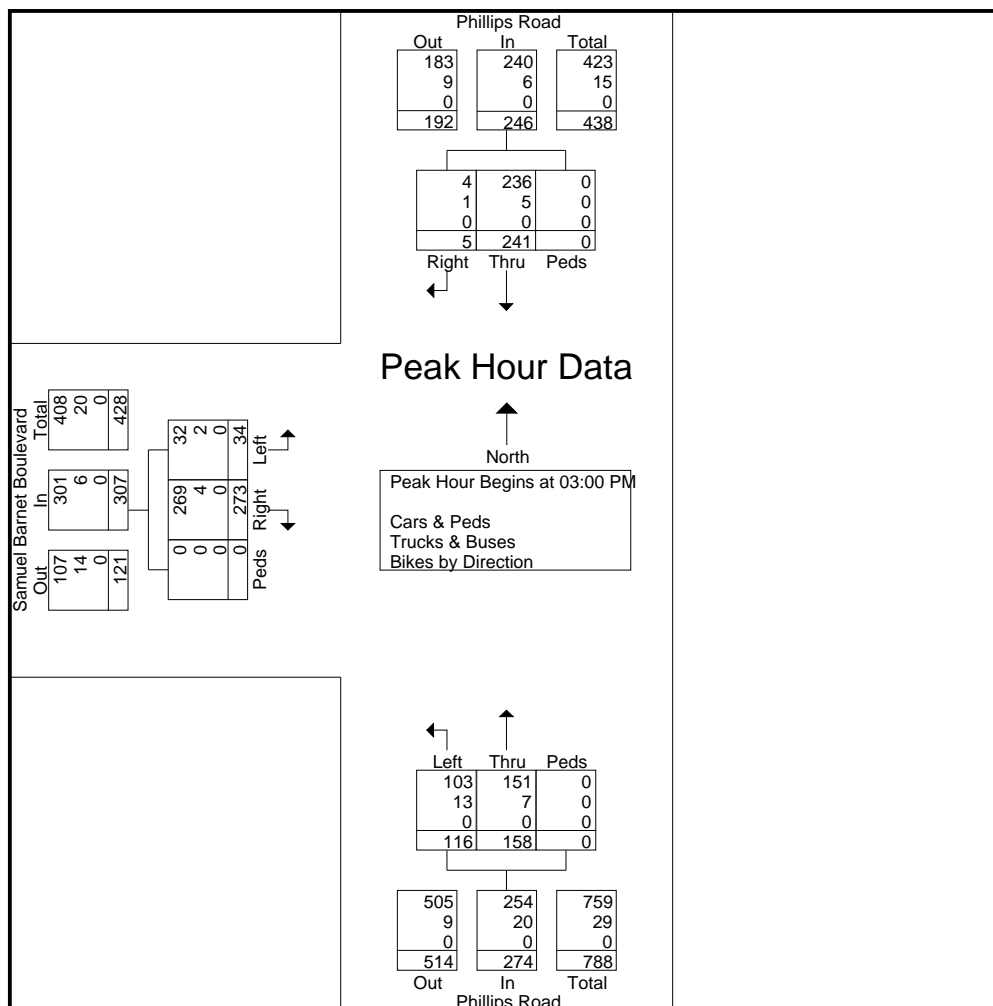 Phillips Road
Out In Total
183 240 423
9 6 15
0 0 0
192 246 438
4 236 0
1 5 0
0 0 0
5 241 0
Right Thru Peds
Peak Hour Data
North
Peak Hour Begins at 03:00 PM
Cars & Peds
Trucks & Buses
Bikes by Direction
Samuel Barnet Boulevard
Out In Total
107 301 408
14 6 20
0 0 0
121 307 428
0 269 32
0 4 2
0 0 0
0 273 34
Peds Right Left
Left Thru Peds
103 151 0
13 7 0
0 0 0
116 158 0
505 254 759
9 20 29
0 0 0
514 274 788
Out In Total
Phillips Road